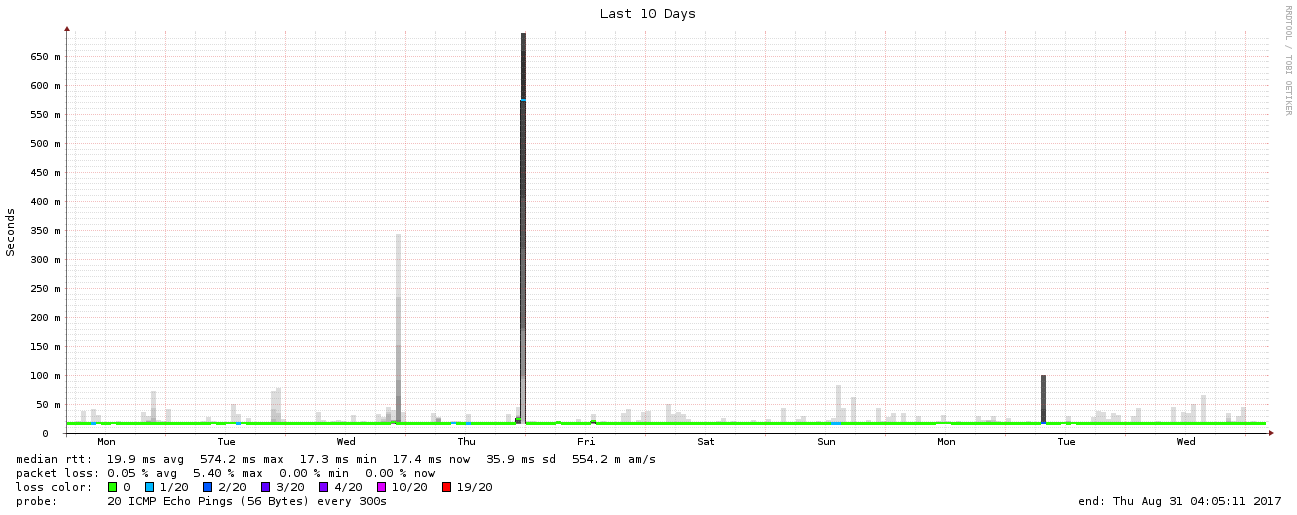 Last 10 Days
RRDTOOL / TOBI OETIKER
Seconds
650 m
600 m
550 m
500 m
450 m
400 m
350 m
300 m
250 m
200 m
150 m
100 m
50 m
0
Mon Tue Wed Thu Fri Sat Sun Mon Tue Wed
median rtt: 19.9 ms avg 574.2 ms max 17.3 ms min 17.4 ms now 35.9 ms sd 554.2 m am/s
packet loss: 0.05 % avg 5.40 % max 0.00 % min 0.00 % now
loss color: 0 1/20 2/20 3/20 4/20 10/20 19/20
probe: 20 ICMP Echo Pings (56 Bytes) every 300s end: Thu Aug 31 04:05:11 2017